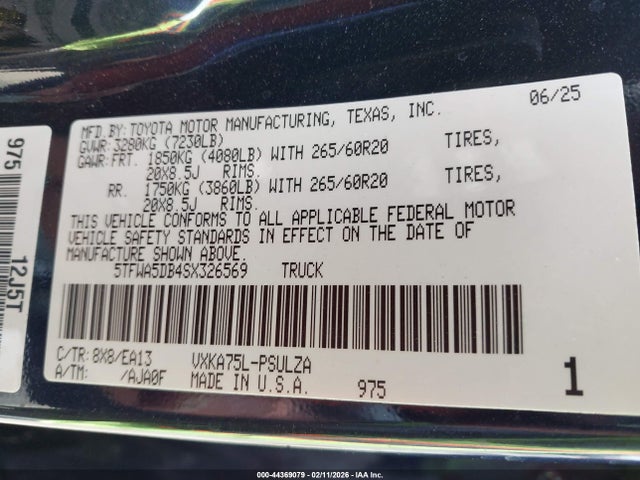 06/25
MFD.BY: TOYOTA MOTOR MANUFACTURING, TEXAS, INC.
GVWR: 3280KG (7230LB)
GAWR: FRT. 1850KG (4080LB) WITH 265/60R20 TIRES,
20X8.5J RIMS.
RR. 1750KG (3860LB) WITH 265/60R20 TIRES,
20X8.5J RIMS.
THIS VEHICLE CONFORMS TO ALL APPLICABLE FEDERAL MOTOR
VEHICLE SAFETY STANDARDS IN EFFECT ON THE DATE OF
MANUFACTURE SHOWN ABOVE.
5TFWA5DB4SX326569 TRUCK
C/TR: 8X8/EA13 VXKA75L-PSULZA
A/TM: /AJA0F MADE IN U.S.A. 975 1
975 12J5T
000-44369079 - 02/11/2026 - IAA Inc.